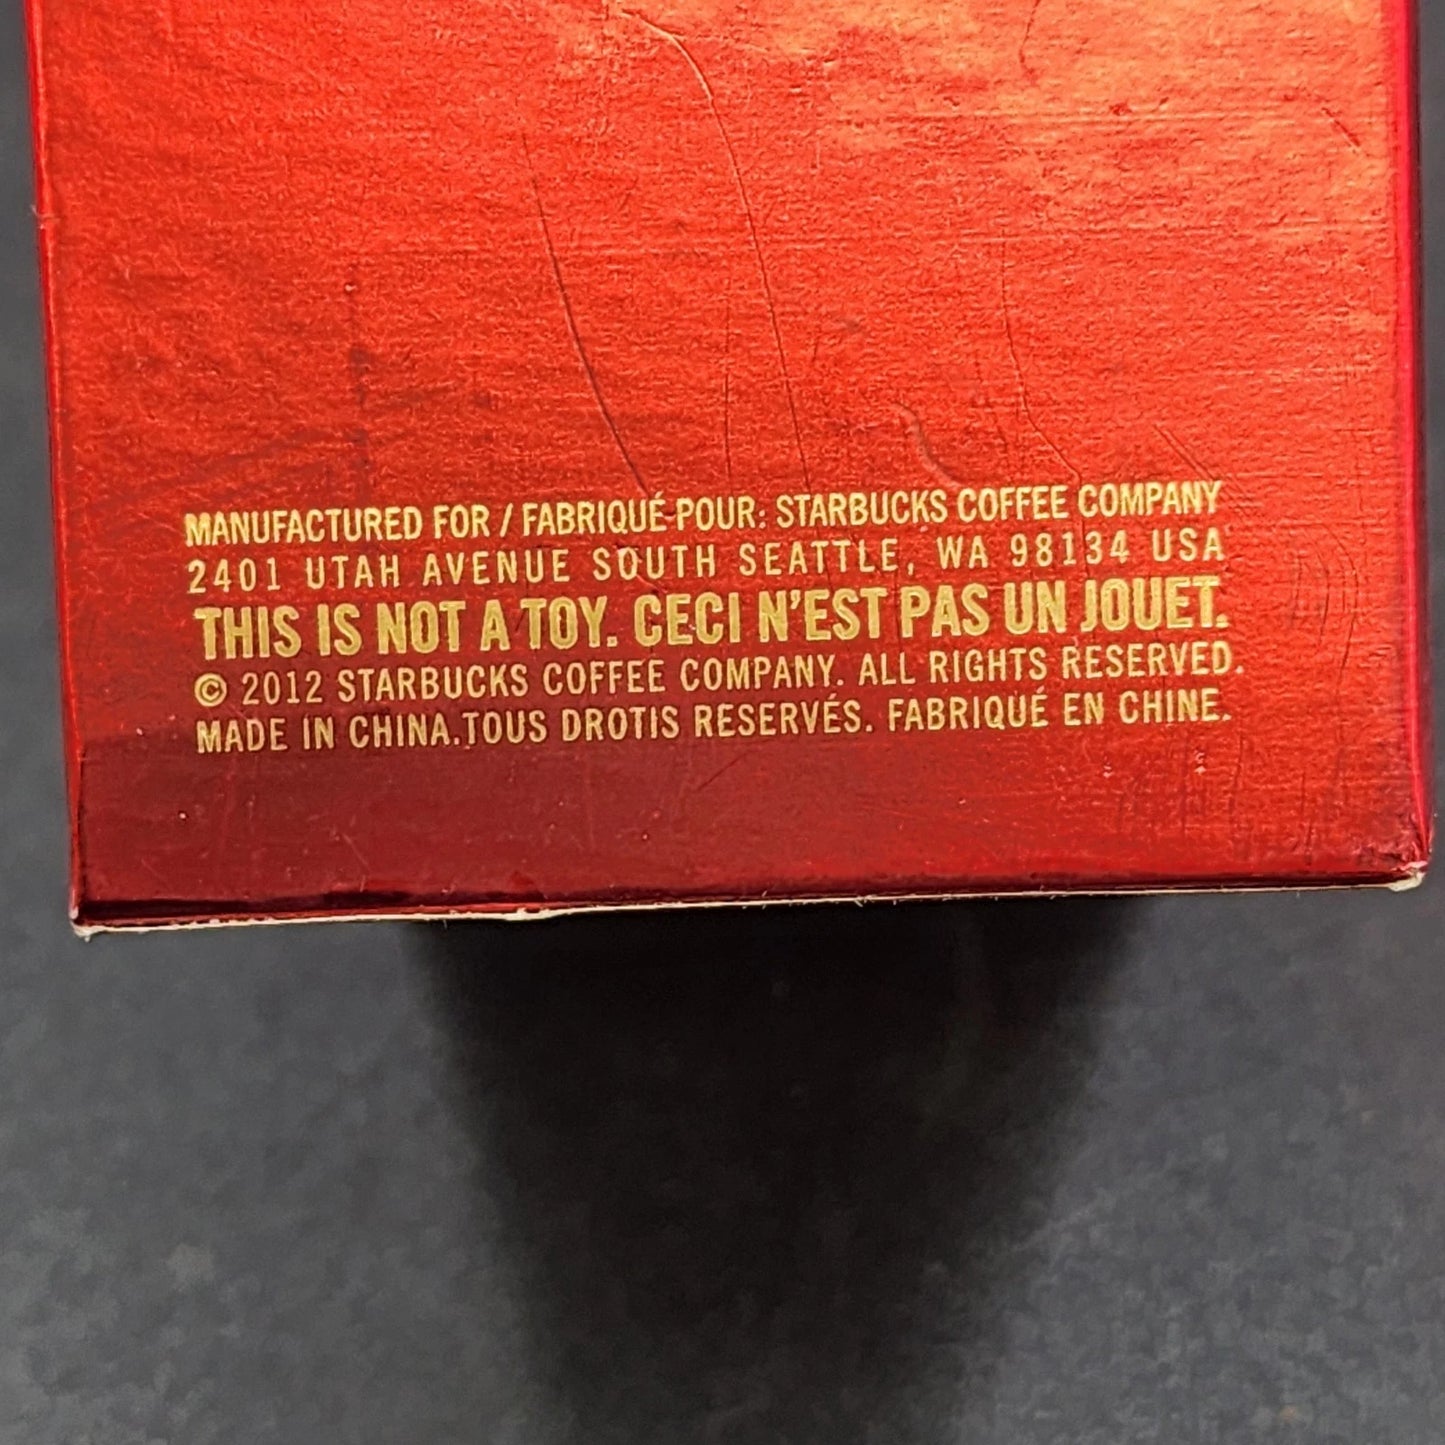 MANUFACTURED FOR / FABRIQUÉ POUR: STARBUCKS COFFEE COMPANY
2401 UTAH AVENUE SOUTH SEATTLE, WA 98134 USA
THIS IS NOT A TOY. CECI N'EST PAS UN JOUET.
© 2012 STARBUCKS COFFEE COMPANY. ALL RIGHTS RESERVED.
MADE IN CHINA.TOUS DROTIS RESERVÉS. FABRIQUÉ EN CHINE.